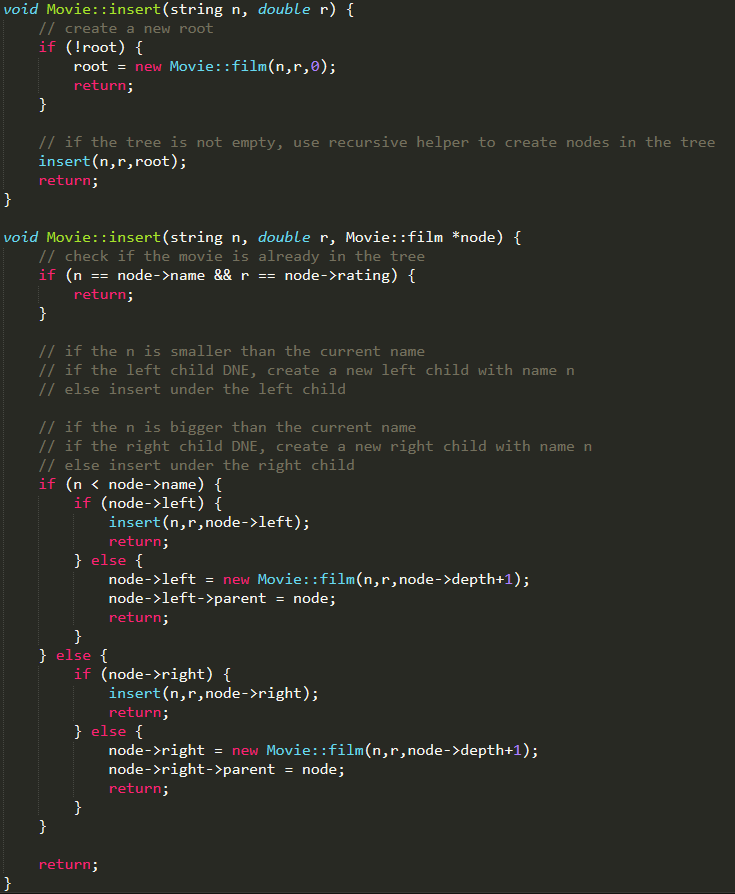 void Movie::insert(string n, double r) {
    // create a new root
    if (!root) {
        root = new Movie::film(n,r,0);
        return;
    }

    // if the tree is not empty, use recursive helper to create nodes in the tree
    insert(n,r,root);
    return;
}

void Movie::insert(string n, double r, Movie::film *node) {
    // check if the movie is already in the tree
    if (n == node->name && r == node->rating) {
        return;
    }

    // if the n is smaller than the current name
    // if the left child DNE, create a new left child with name n
    // else insert under the left child

    // if the n is bigger than the current name
    // if the right child DNE, create a new right child with name n
    // else insert under the right child
    if (n < node->name) {
        if (node->left) {
            insert(n,r,node->left);
            return;
        } else {
            node->left = new Movie::film(n,r,node->depth+1);
            node->left->parent = node;
            return;
        }
    } else {
        if (node->right) {
            insert(n,r,node->right);
            return;
        } else {
            node->right = new Movie::film(n,r,node->depth+1);
            node->right->parent = node;
            return;
        }
    }

    return;
}